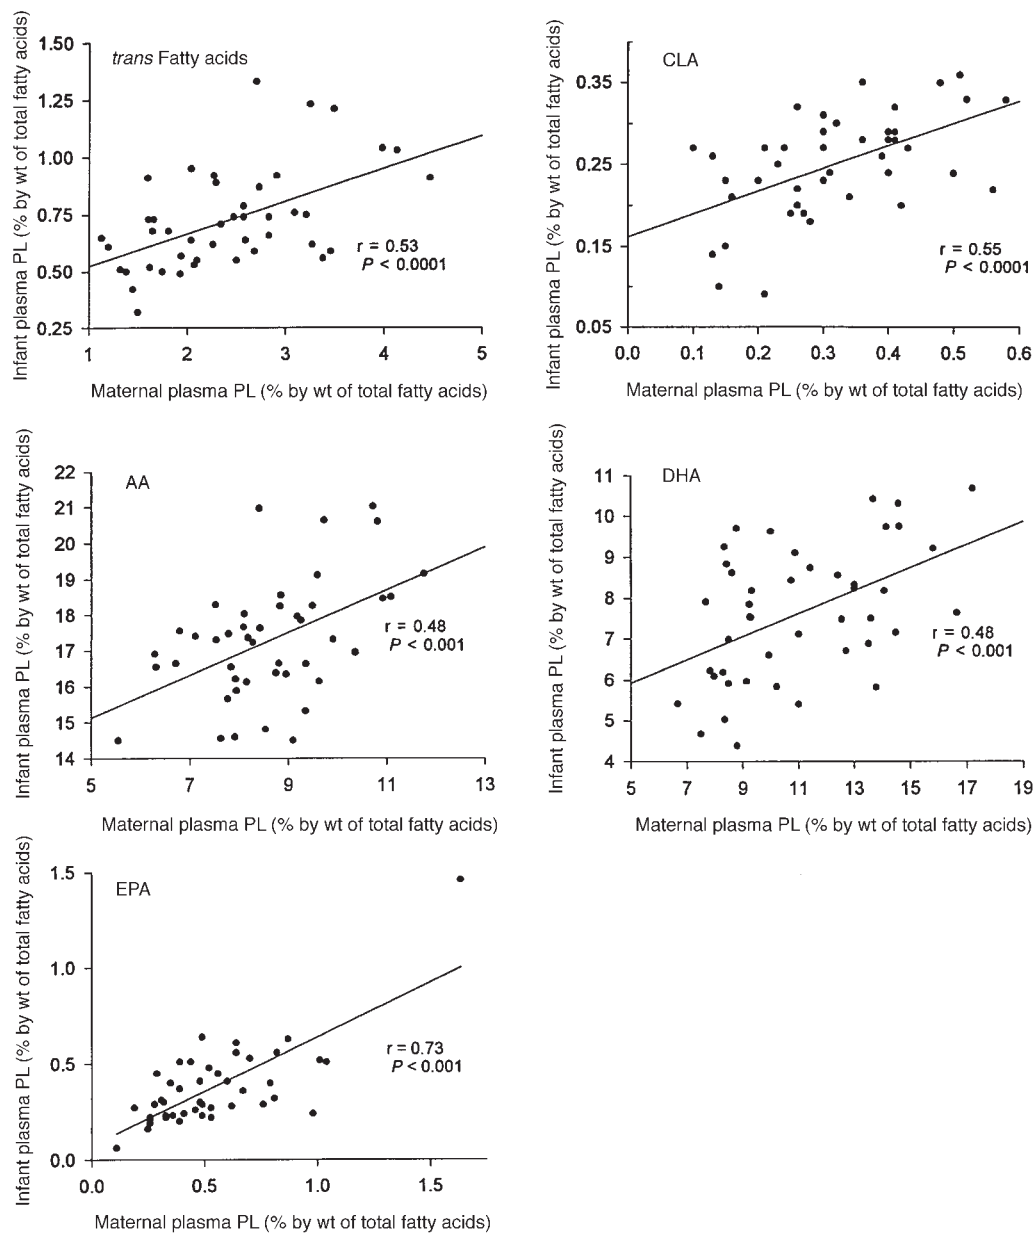 Infant plasma PL (% by wt of total fatty acids)
1.50
1.25
1.00
0.75
0.50
0.25
trans Fatty acids
r = 0.53
P < 0.0001
1 2 3 4 5
Maternal plasma PL (% by wt of total fatty acids)
Infant plasma PL (% by wt of total fatty acids)
0.35
0.25
0.15
0.05
CLA
r = 0.55
P < 0.0001
0.0 0.1 0.2 0.3 0.4 0.5 0.6
Maternal plasma PL (% by wt of total fatty acids)
Infant plasma PL (% by wt of total fatty acids)
22
21
20
19
18
17
16
15
14
AA
r = 0.48
P < 0.001
5 7 9 11 13
Maternal plasma PL (% by wt of total fatty acids)
Infant plasma PL (% by wt of total fatty acids)
11
10
9
8
7
6
5
4
DHA
r = 0.48
P < 0.001
5 7 9 11 13 15 17 19
Maternal plasma PL (% by wt of total fatty acids)
Infant plasma PL (% by wt of total fatty acids)
1.5
1.0
0.5
0.0
EPA
r = 0.73
P < 0.001
0.0 0.5 1.0 1.5
Maternal plasma PL (% by wt of total fatty acids)